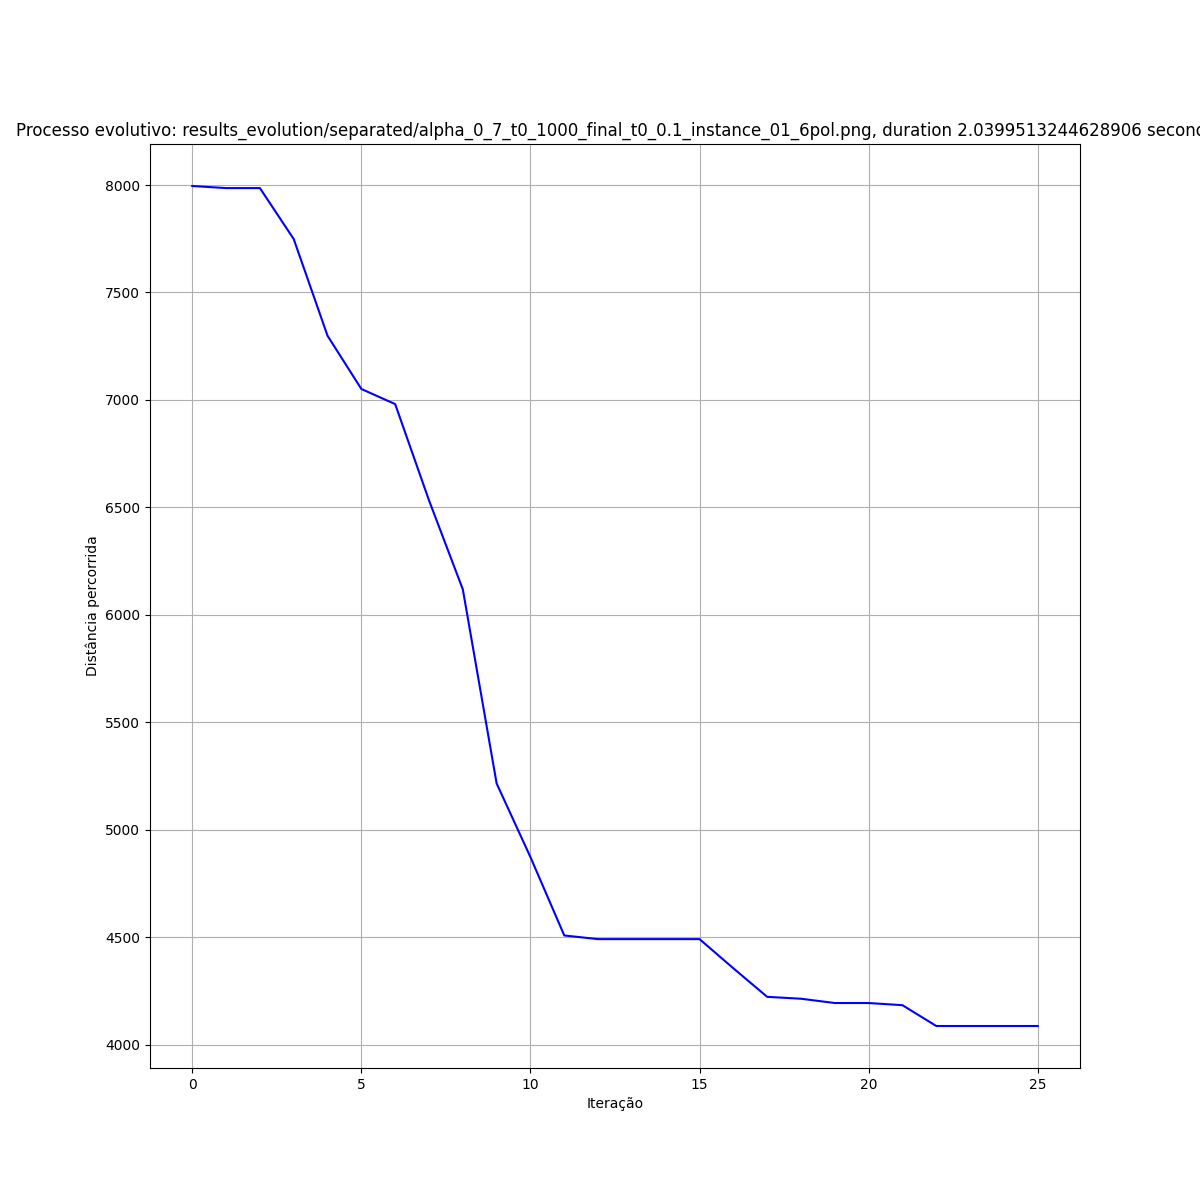 Processo evolutivo: results_evolution/separated/alpha_0_7_t0_1000_final_t0_0.1_instance_01_6pol.png, duration 2.0399513244628906
8000
7500
7000
6500
6000
5500
5000
4500
4000
Distância percorrida
0 5 10 15 20 25
Iteração